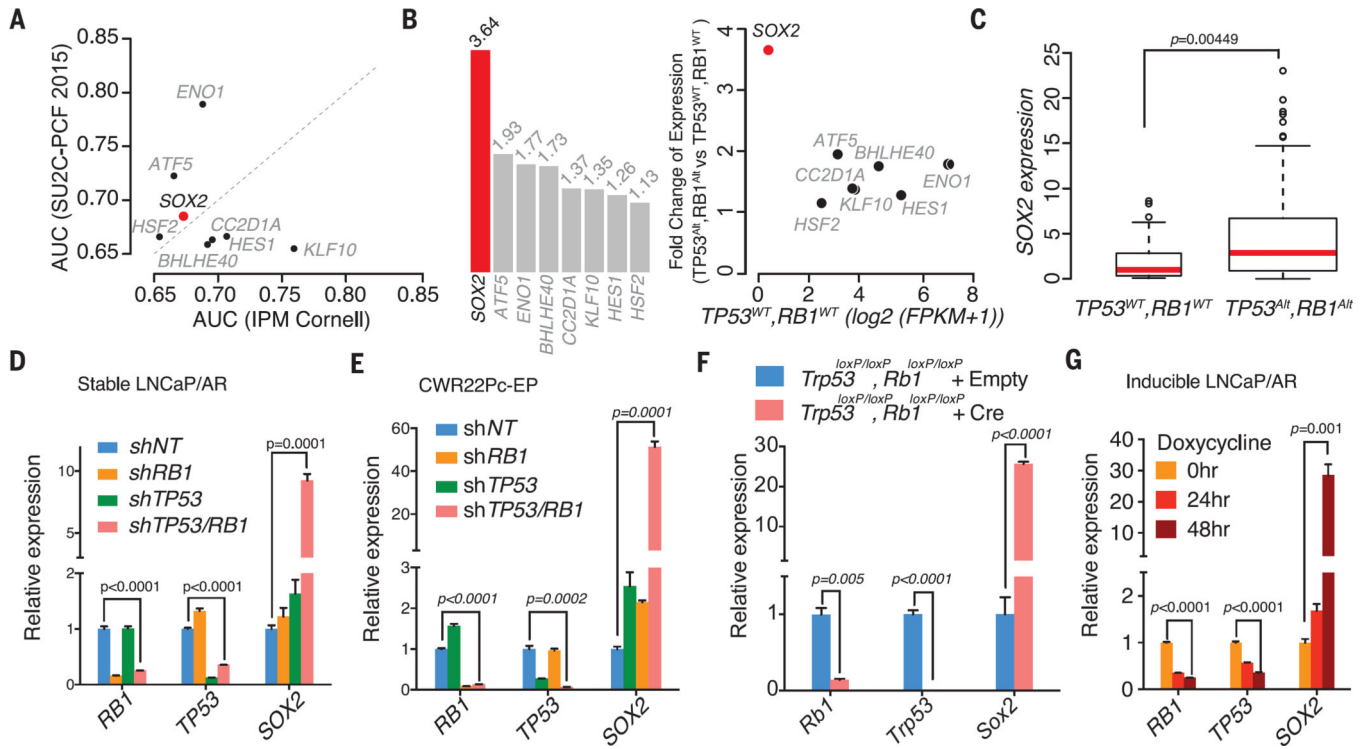 A
AUC (SU2C-PCF 2015)
0.85
0.80
0.75
0.70
0.65
ENO1
ATF5
SOX2
HSF2
CC2D1A
HES1
BHLHE40
KLF10
0.65 0.70 0.75 0.80 0.85
AUC (IPM Cornell)
B
3.64
1.93
1.77
1.73
1.37
1.35
1.26
1.13
SOX2
ATF5
ENO1
BHLHE40
CC2D1A
KLF10
HES1
HSF2
Fold Change of Expression
(TP53Alt,RB1Alt vs TP53WT,RB1WT)
4
3
2
1
0
SOX2
ATF5
BHLHE40
CC2D1A
ENO1
KLF10
HES1
HSF2
0 2 4 6 8
TP53WT,RB1WT (log2 (FPKM+1))
C
p=0.00449
SOX2 expression
25
20
15
10
5
0
TP53WT,RB1WT
TP53Alt,RB1Alt
D
Stable LNCaP/AR
Relative expression
10
5
2
1
0
shNT
shRB1
shTP53
shTP53/RB1
p=0.0001
p<0.0001
p<0.0001
RB1
TP53
SOX2
E
CWR22Pc-EP
Relative expression
60
40
20
3
2
1
0
shNT
shRB1
shTP53
shTP53/RB1
p=0.0001
p<0.0001
p=0.0002
RB1
TP53
SOX2
F
Trp53loxP/loxP, Rb1loxP/loxP + Empty
Trp53loxP/loxP, Rb1loxP/loxP + Cre
Relative expression
30
25
20
2
1
0
p<0.0001
p=0.005
p<0.0001
Rb1
Trp53
Sox2
G
Inducible LNCaP/AR
Relative expression
40
30
20
10
2
1
0
Doxycycline
0hr
24hr
48hr
p=0.001
p<0.0001
p<0.0001
RB1
TP53
SOX2